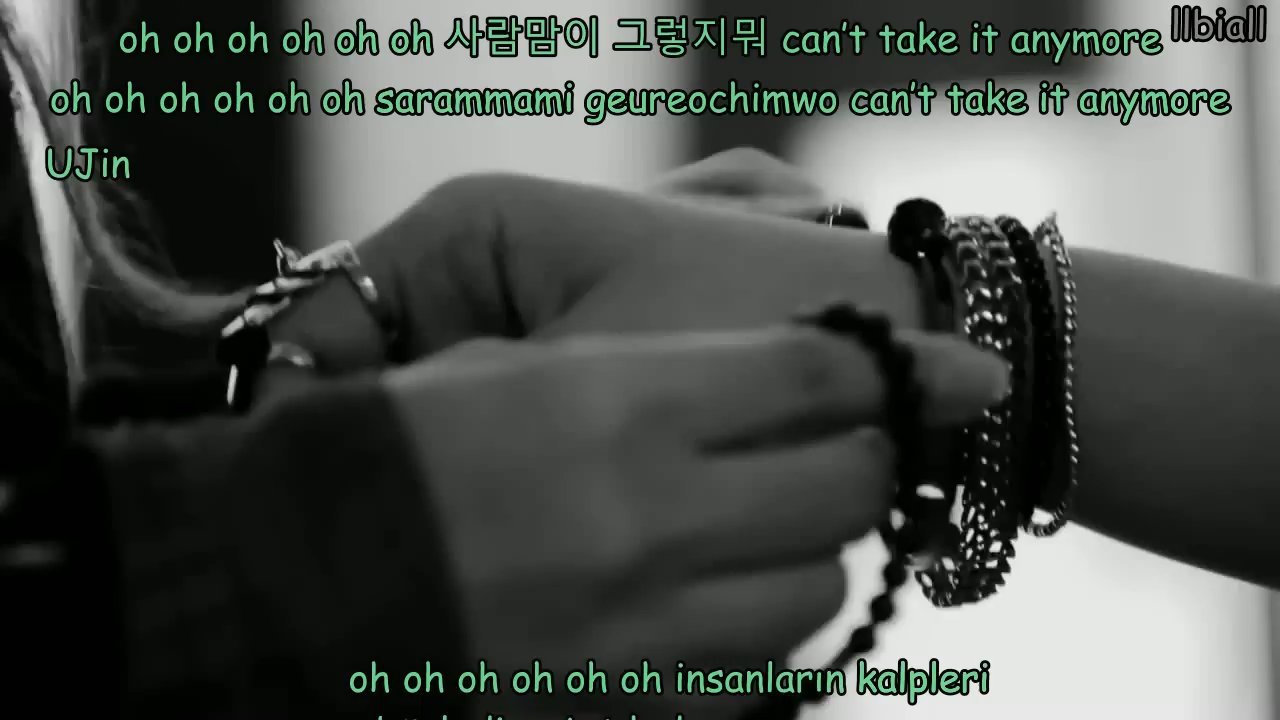 oh oh oh oh oh oh 사람맘이 그렇지뭐 can't take it anymore
llbiall
oh oh oh oh oh oh sarammami geureochimwo can't take it anymore
UJin
oh oh oh oh oh oh insanların kalpleri